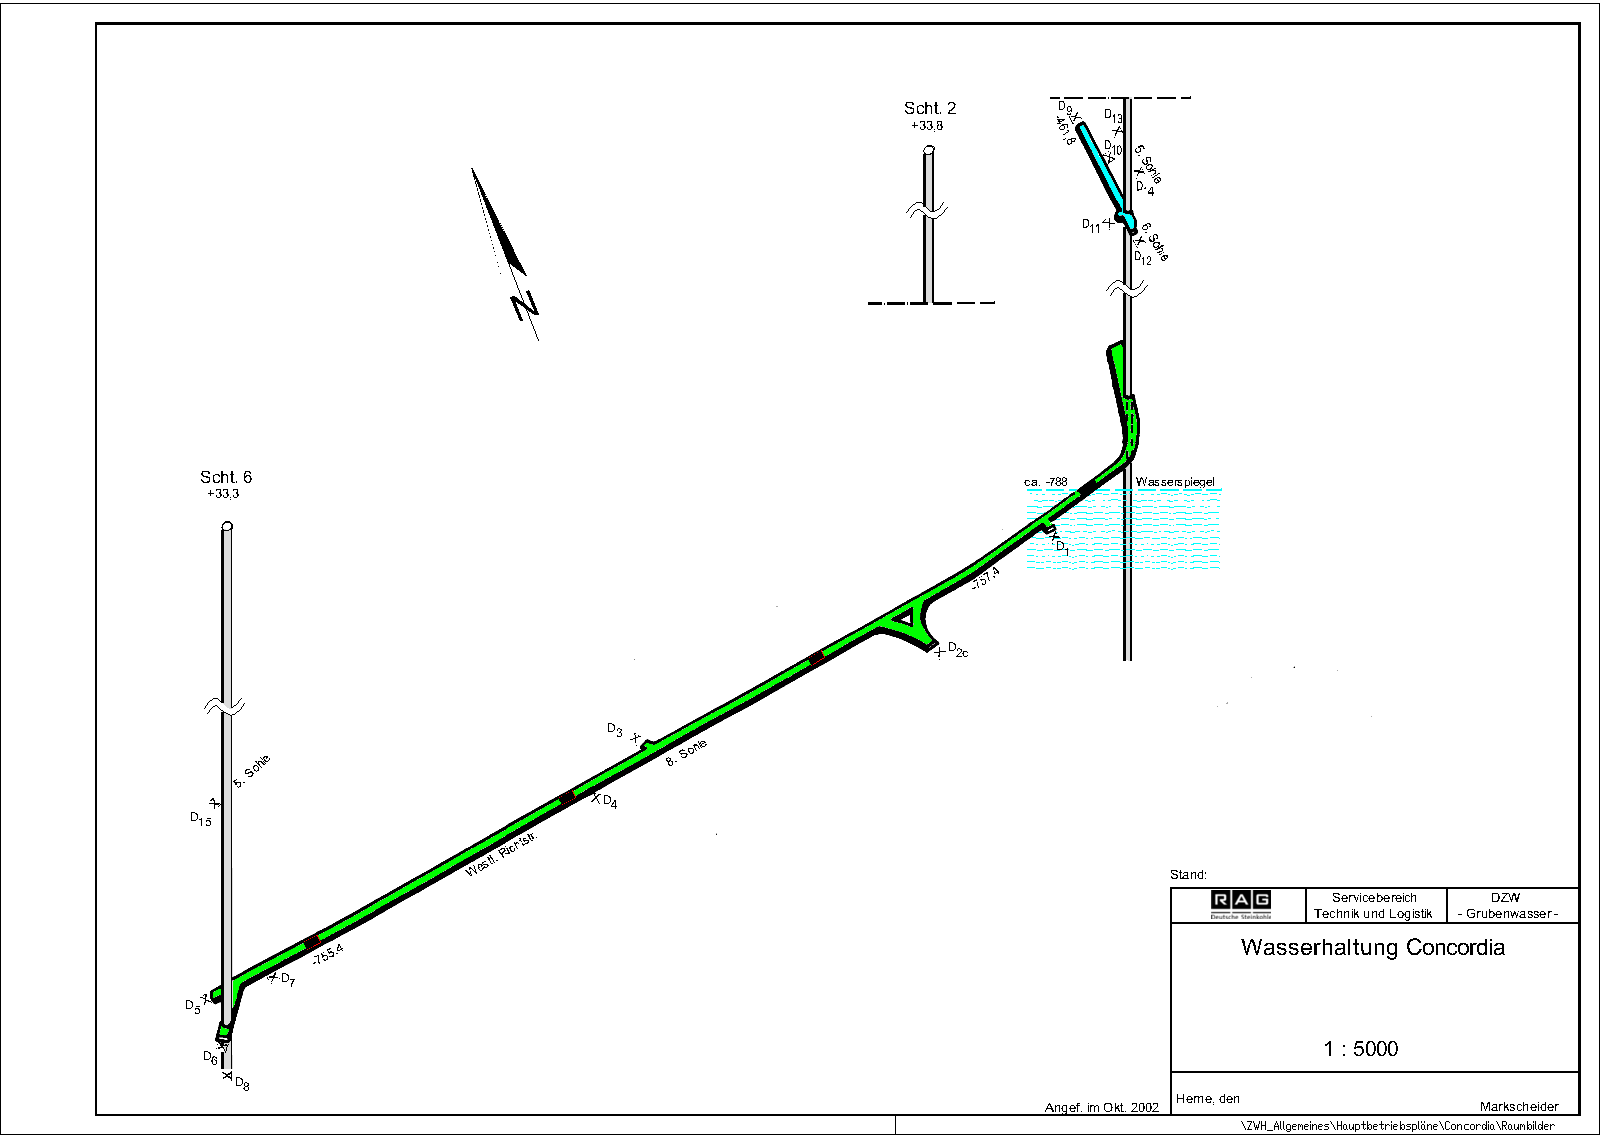 Scht. 2
+33,8
D9
-461,8
D13
D10
5. Sohle
D14
D11
6. Sohle
D12
N
Scht. 6
+33,3
ca. -788
Wasserspiegel
D1
-757,4
D2c
D3
8. Sohle
D4
Westl. Richtstr.
5. Sohle
D15
-755,4
D7
D5
D6
D8
Stand:
RAG
Deutsche Steinkohle
Servicebereich
Technik und Logistik
DZW
- Grubenwasser -
Wasserhaltung Concordia
1 : 5000
Herne, den
Markscheider
Angef. im Okt. 2002
\ZWH_Allgemeines\Hauptbetriebspläne\Concordia\Raumbilder